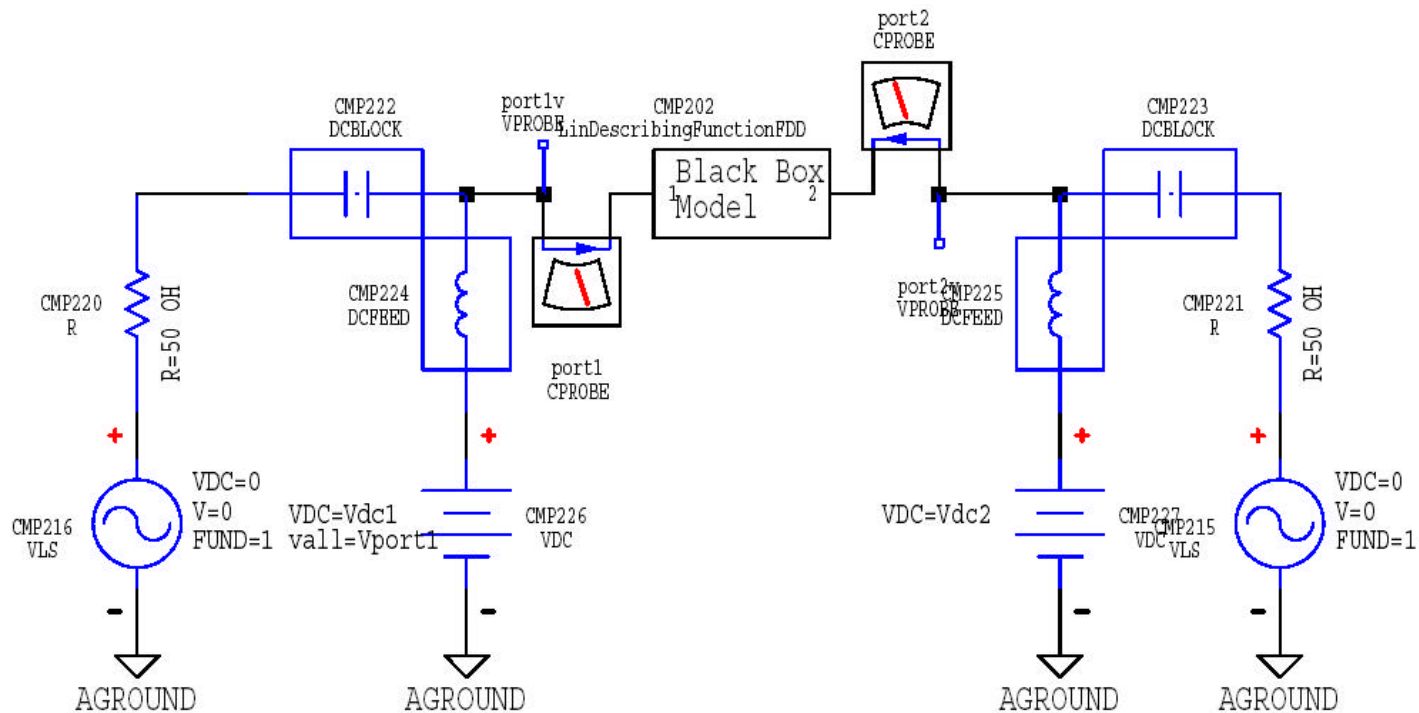 port2
CPROBE
CMP222
DCBLOCK
port1v
VPROBE
CMP202
LinDescribingFunctionFDD
CMP223
DCBLOCK
Black Box
1
2
Model
CMP220
R
R=50 OH
CMP224
DCFEED
port1
CPROBE
port2v
VPROBE
CMP225
DCFEED
CMP221
R
R=50 OH
+
+
+
+
CMP216
VLS
VDC=0
V=0
FUND=1
VDC=Vdc1
vall=Vport1
CMP226
VDC
VDC=Vdc2
CMP227
VDC
CMP215
VLS
VDC=0
V=0
FUND=1
-
-
-
-
AGROUND
AGROUND
AGROUND
AGROUND